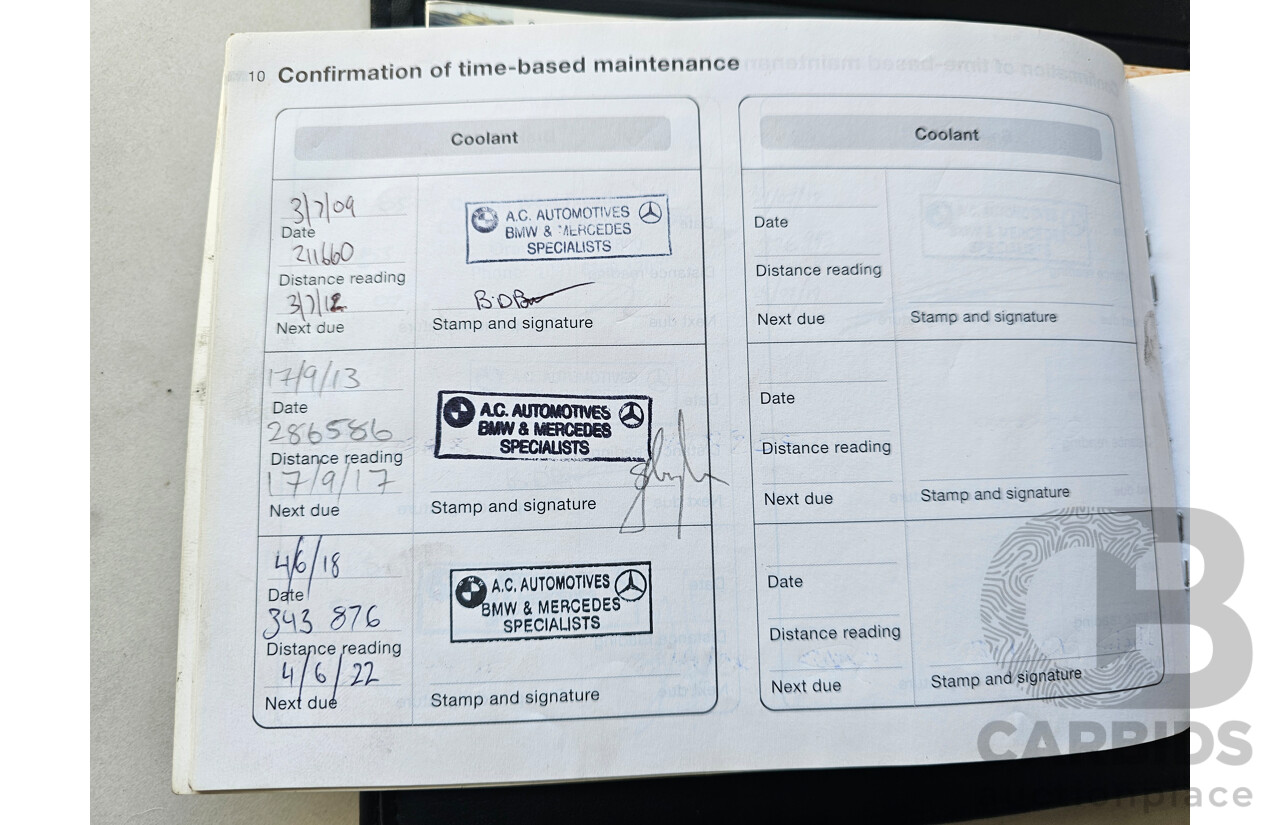 10 Confirmation of time-based maintenance
Coolant
3/7/09
Date
211660
Distance reading
3/7/12
Next due
A.C. AUTOMOTIVES
BMW & MERCEDES
SPECIALISTS
Stamp and signature
17/9/13
Date
286586
Distance reading
17/9/17
Next due
A.C. AUTOMOTIVES
BMW & MERCEDES
SPECIALISTS
Stamp and signature
4/6/18
Date
343 876
Distance reading
4/6/22
Next due
A.C. AUTOMOTIVES
BMW & MERCEDES
SPECIALISTS
Stamp and signature
Coolant
Date
Distance reading
Next due
Stamp and signature
Date
Distance reading
Next due
Stamp and signature
Date
Distance reading
Next due
Stamp and signature
CARBIDS
auctionplace